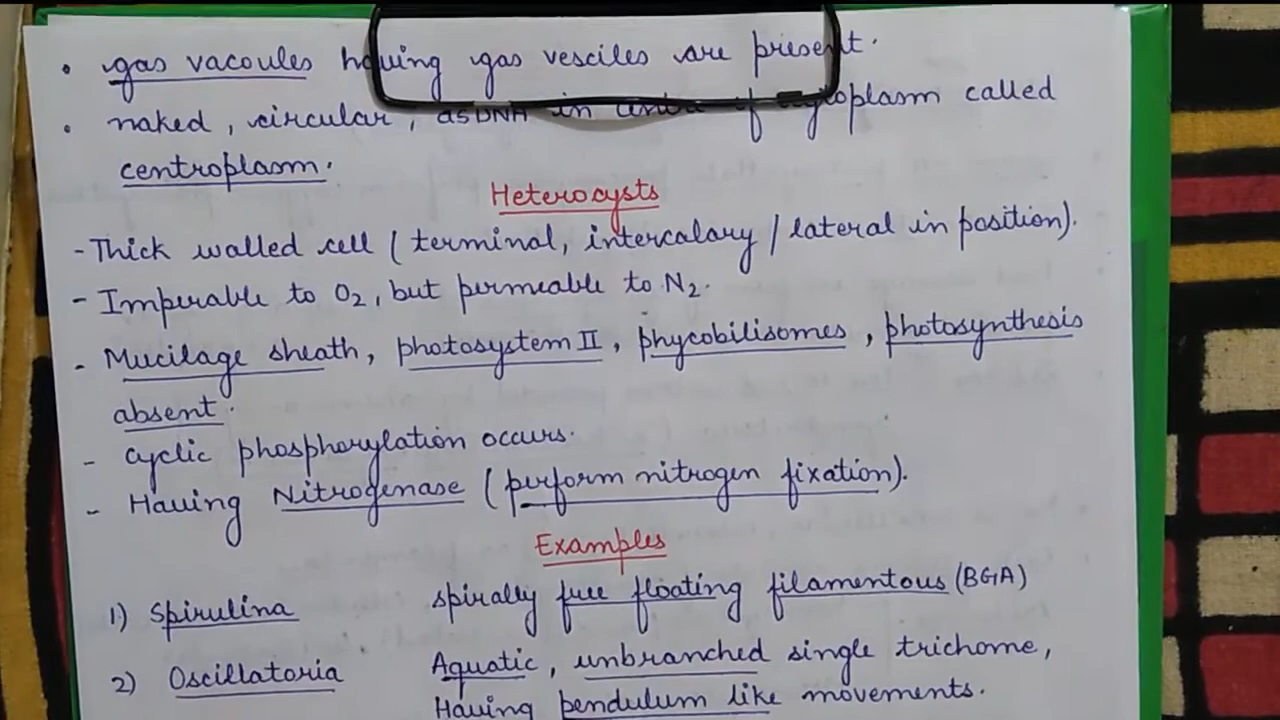 • gas vacoules having gas vesciles are present.
• naked, circular, dsDNA in centre of cytoplasm called
centroplasm.
Heterocysts
- Thick walled cell (terminal, intercalary / lateral in position).
- Imperable to O2, but permeable to N2.
- Mucilage sheath, photosystem II, phycobilisomes, photosynthesis
absent.
- cyclic phosphorylation occurs.
- Having Nitrogenase (perform nitrogen fixation).
Examples
1) Spirulina spirally free floating filamentous (BGA)
2) Oscillatoria Aquatic, unbranched single trichome,
Having pendulum like movements.